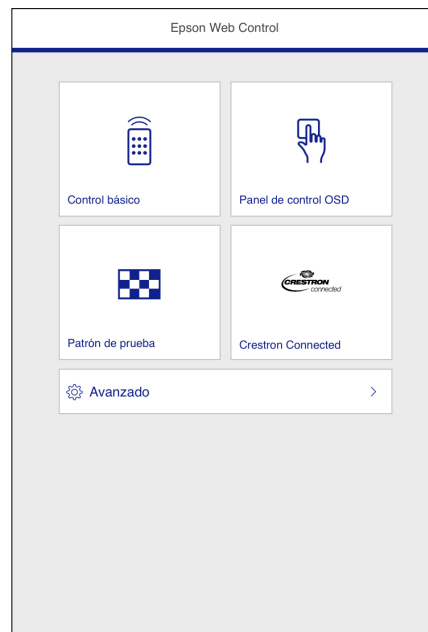 Epson Web Control
Control básico
Panel de control OSD
CRESTRON
connected
Patrón de prueba
Crestron Connected
Avanzado